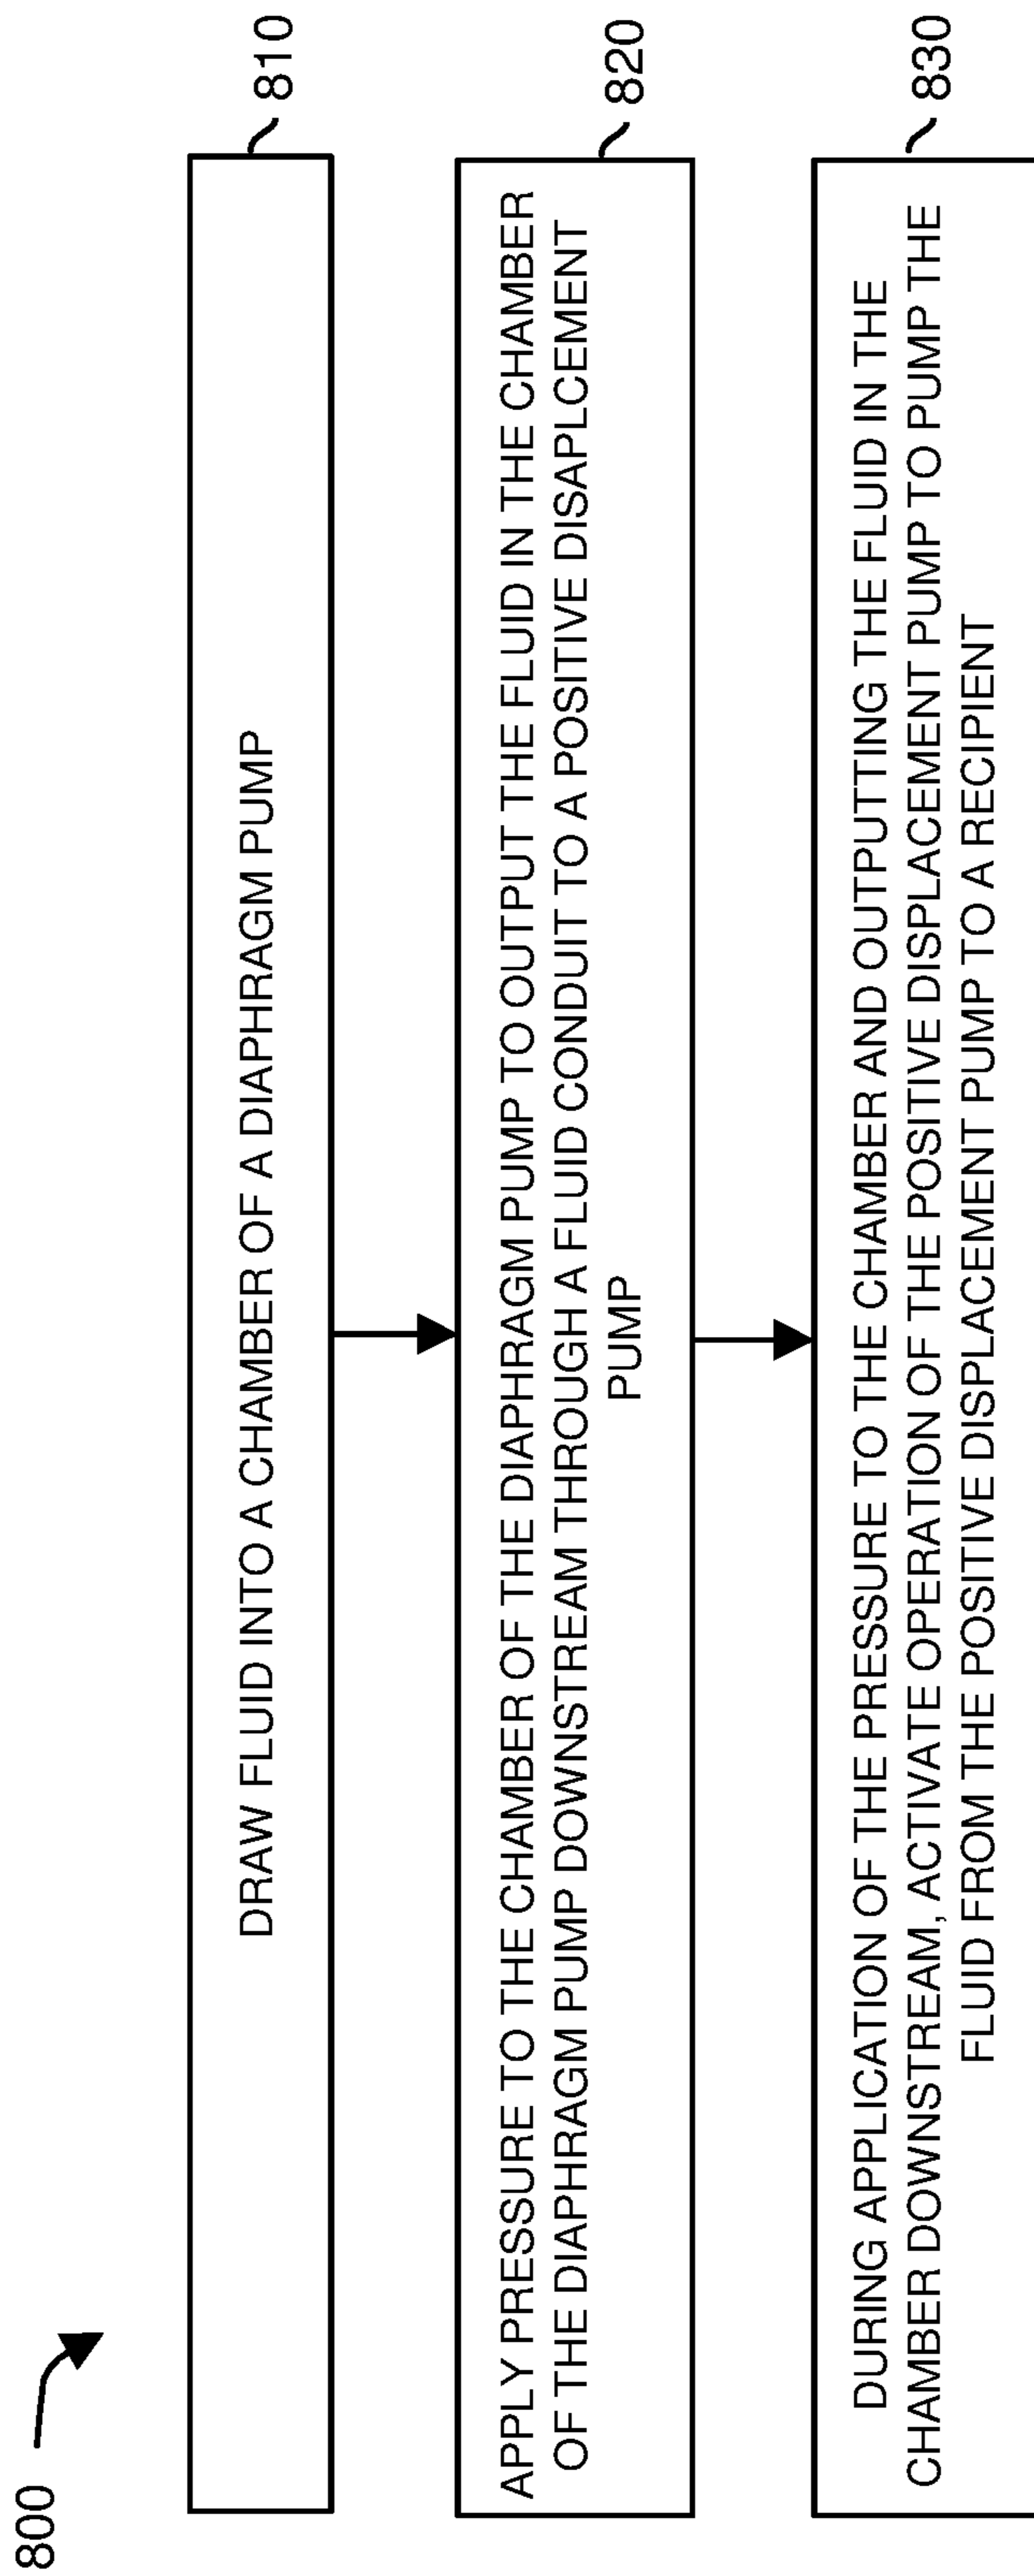 800
DRAW FLUID INTO A CHAMBER OF A DIAPHRAGM PUMP
810
APPLY PRESSURE TO THE CHAMBER OF THE DIAPHRAGM PUMP TO OUTPUT THE FLUID IN THE CHAMBER
OF THE DIAPHRAGM PUMP DOWNSTREAM THROUGH A FLUID CONDUIT TO A POSITIVE DISAPLCEMENT
PUMP
820
DURING APPLICATION OF THE PRESSURE TO THE CHAMBER AND OUTPUTTING THE FLUID IN THE
CHAMBER DOWNSTREAM, ACTIVATE OPERATION OF THE POSITIVE DISPLACEMENT PUMP TO PUMP THE
FLUID FROM THE POSITIVE DISPLACEMENT PUMP TO A RECIPIENT
830